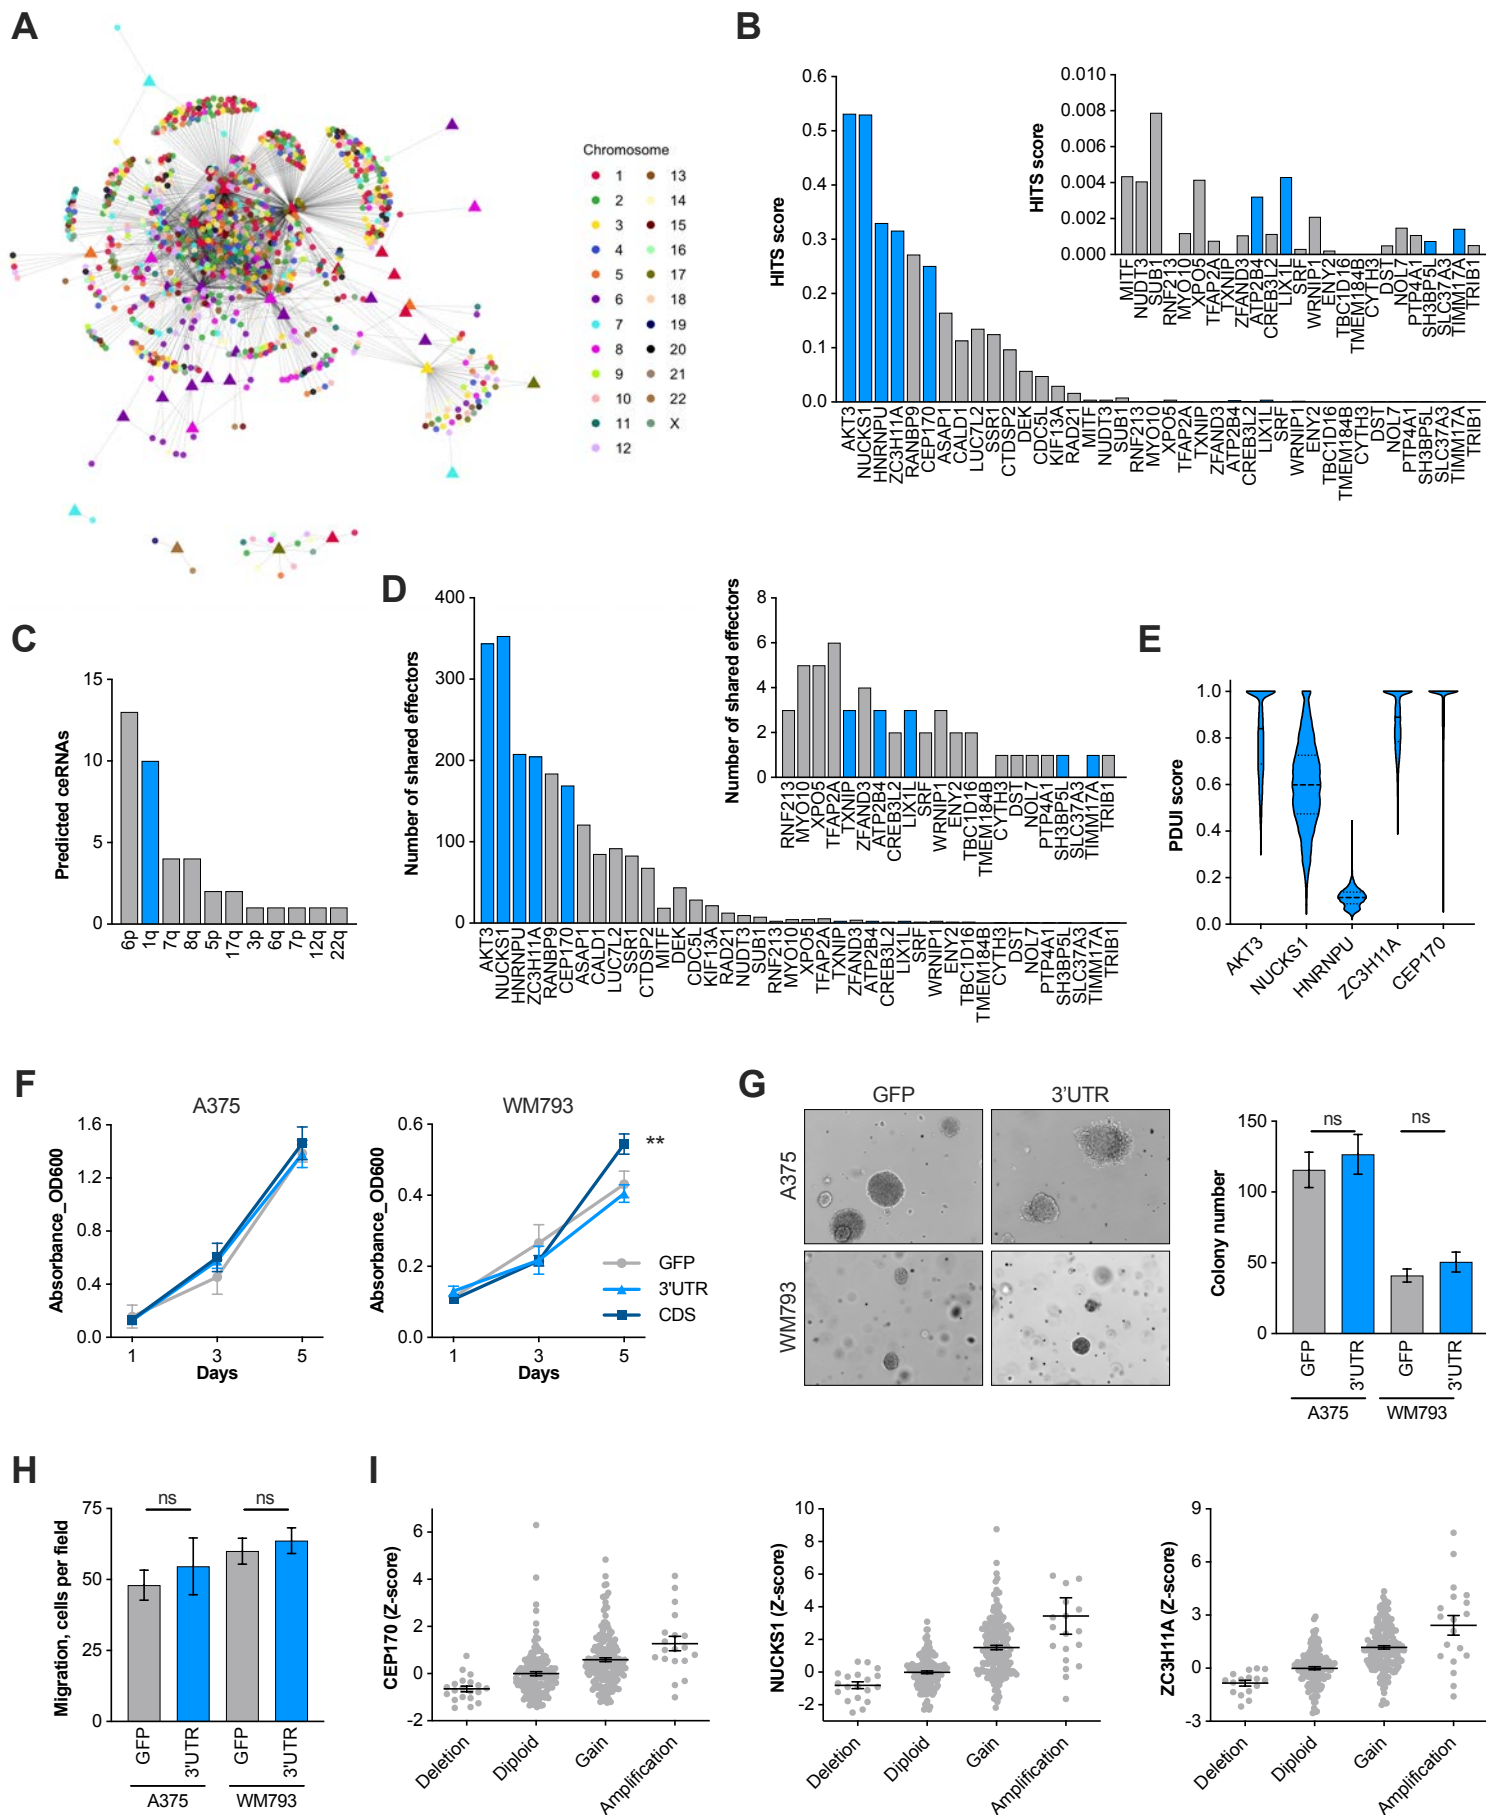 A
Chromosome
1 13
2 14
3 15
4 16
5 17
6 18
7 19
8 20
9 21
10 22
11 X
12
B
HITS score
0.6
0.5
0.4
0.3
0.2
0.1
0.0
AKT3
NUCKS1
HNRNPU
ZC3H11A
RANBP9
CEP170
ASAP1
CALD1
LUC7L2
SSR1
CTDSP2
DEK
CDC5L
KIF13A
RAD21
MITF
NUDT3
SUB1
RNF213
MYO10
XPO5
TFAP2A
TXNIP
ZFAND3
ATP2B4
CREB3L2
LIX1L
SRF
WRNIP1
ENY2
TBC1D16
TMEM184B
CYTH3
DST
NOL7
PTP4A1
SH3BP5L
SLC37A3
TIMM17A
TRIB1
HITS score
0.010
0.008
0.006
0.004
0.002
0.000
MITF
NUDT3
SUB1
RNF213
MYO10
XPO5
TFAP2A
TXNIP
ZFAND3
ATP2B4
CREB3L2
LIX1L
SRF
WRNIP1
ENY2
TBC1D16
TMEM184B
CYTH3
DST
NOL7
PTP4A1
SH3BP5L
SLC37A3
TIMM17A
TRIB1
C
Predicted ceRNAs
15
10
5
0
6p
1q
7q
8q
5p
17q
3p
6q
7p
12q
22q
D
Number of shared effectors
400
300
200
100
0
AKT3
NUCKS1
HNRNPU
ZC3H11A
RANBP9
CEP170
ASAP1
CALD1
LUC7L2
SSR1
CTDSP2
MITF
DEK
CDC5L
KIF13A
RAD21
NUDT3
SUB1
RNF213
MYO10
XPO5
TFAP2A
TXNIP
ZFAND3
ATP2B4
CREB3L2
LIX1L
SRF
WRNIP1
ENY2
TBC1D16
TMEM184B
CYTH3
DST
NOL7
PTP4A1
SH3BP5L
SLC37A3
TIMM17A
TRIB1
Number of shared effectors
8
6
4
2
0
RNF213
MYO10
XPO5
TFAP2A
TXNIP
ZFAND3
ATP2B4
CREB3L2
LIX1L
SRF
WRNIP1
ENY2
TBC1D16
TMEM184B
CYTH3
DST
NOL7
PTP4A1
SH3BP5L
SLC37A3
TIMM17A
TRIB1
E
PDUI score
1.0
0.8
0.6
0.4
0.2
0.0
AKT3
NUCKS1
HNRNPU
ZC3H11A
CEP170
F
A375
Absorbance_OD600
1.6
1.2
0.8
0.4
0.0
1 3 5
Days
WM793
Absorbance_OD600
0.6
0.4
0.2
0.0
1 3 5
Days
**
GFP
3'UTR
CDS
G
GFP 3'UTR
A375
WM793
Colony number
150
100
50
0
ns ns
GFP
3'UTR
GFP
3'UTR
A375 WM793
H
Migration, cells per field
75
50
25
0
ns ns
GFP
3'UTR
GFP
3'UTR
A375 WM793
I
CEP170 (Z-score)
6
4
2
0
-2
Deletion
Diploid
Gain
Amplification
NUCKS1 (Z-score)
10
8
6
4
2
0
-2
Deletion
Diploid
Gain
Amplification
ZC3H11A (Z-score)
9
6
3
0
-3
Deletion
Diploid
Gain
Amplification